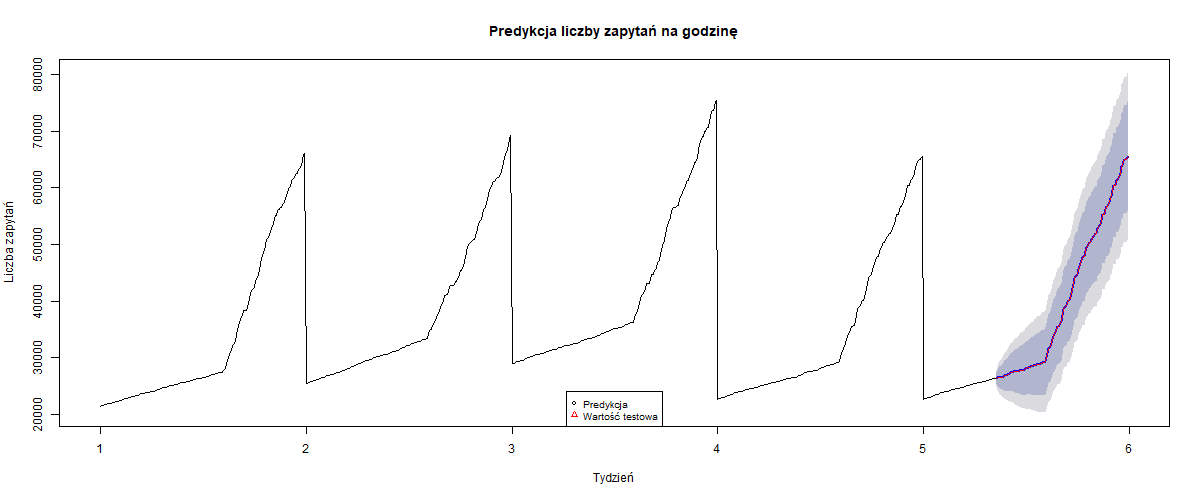 Predykcja liczby zapytań na godzinę
Liczba zapytań
80000
70000
60000
50000
40000
30000
20000
Predykcja
Wartość testowa
1 2 3 4 5 6
Tydzień